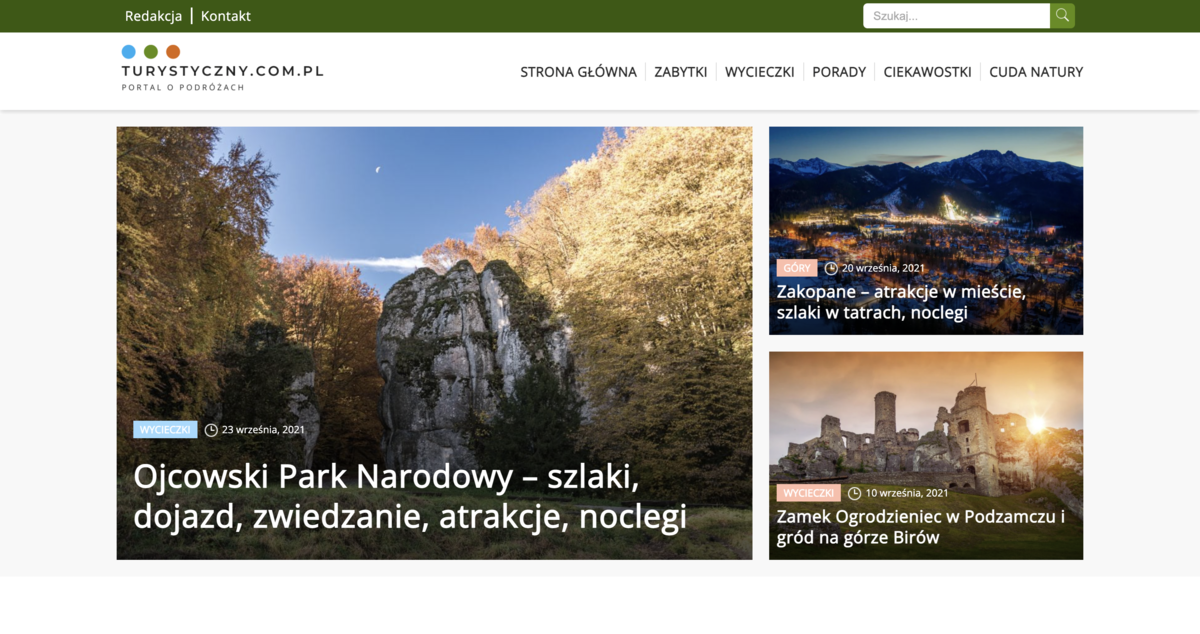 Redakcja | Kontakt
Szukaj...
TURYSTYCZNY.COM.PL
PORTAL O PODRÓŻACH
STRONA GŁÓWNA
ZABYTKI
WYCIECZKI
PORADY
CIEKAWOSTKI
CUDA NATURY
WYCIECZKI
23 września, 2021
Ojcowski Park Narodowy – szlaki,
dojazd, zwiedzanie, atrakcje, noclegi
GÓRY
20 września, 2021
Zakopane – atrakcje w mieście,
szlaki w tatrach, noclegi
WYCIECZKI
10 września, 2021
Zamek Ogrodzieniec w Podzamczu i
gród na górze Birów